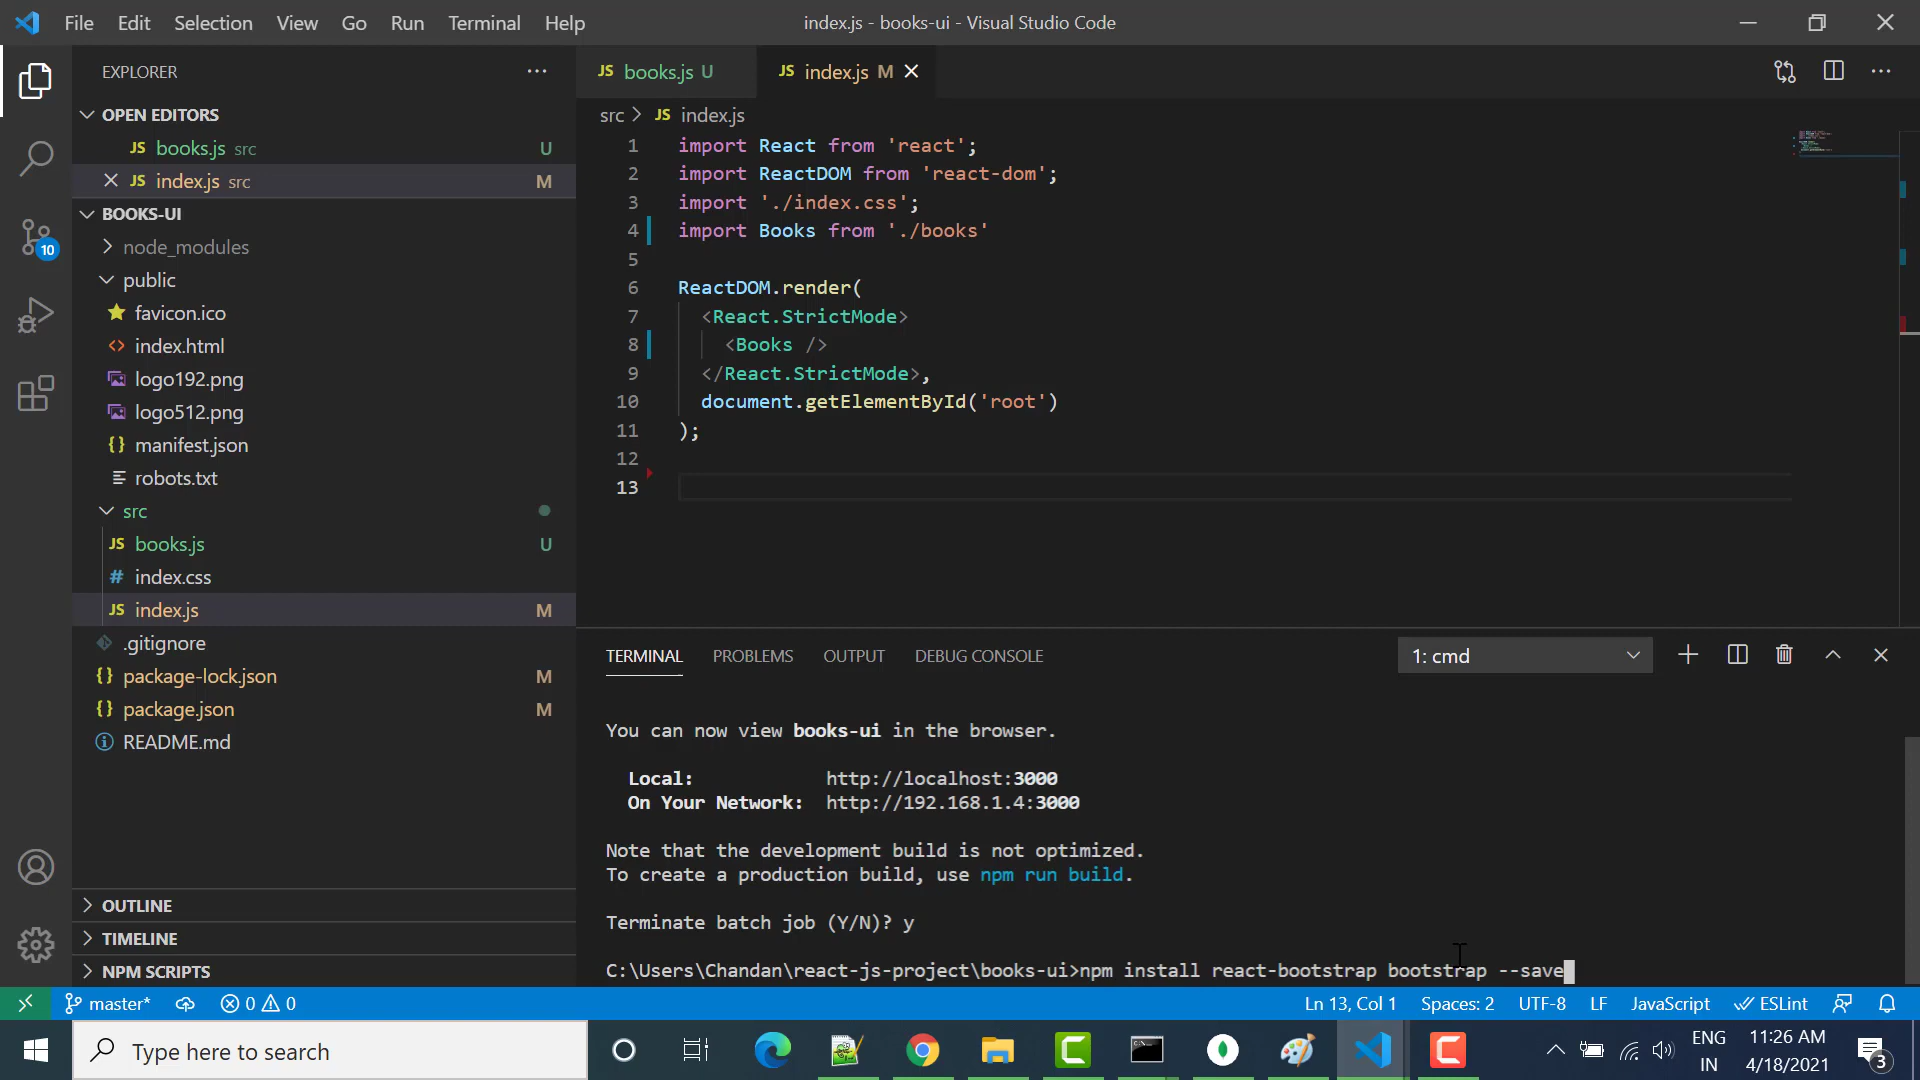 File Edit Selection View Go Run Terminal Help
index.js - books-ui - Visual Studio Code
EXPLORER
OPEN EDITORS
JS books.js src U
JS index.js src M
BOOKS-UI
node_modules
public
favicon.ico
<> index.html
logo192.png
logo512.png
{} manifest.json
robots.txt
src
JS books.js U
# index.css
JS index.js M
.gitignore
{} package-lock.json M
{} package.json M
README.md
OUTLINE
TIMELINE
NPM SCRIPTS
10
JS books.js U
JS index.js M
src > JS index.js
1 import React from 'react';
2 import ReactDOM from 'react-dom';
3 import './index.css';
4 import Books from './books'
5
6 ReactDOM.render(
7 <React.StrictMode>
8 <Books />
9 </React.StrictMode>,
10 document.getElementById('root')
11 );
12
13
TERMINAL PROBLEMS OUTPUT DEBUG CONSOLE
1: cmd
You can now view books-ui in the browser.
Local: http://localhost:3000
On Your Network: http://192.168.1.4:3000
Note that the development build is not optimized.
To create a production build, use npm run build.
Terminate batch job (Y/N)? y
C:\Users\Chandan\react-js-project\books-ui>npm install react-bootstrap bootstrap --save
master* 0 0
Ln 13, Col 1 Spaces: 2 UTF-8 LF JavaScript ESLint
Type here to search
ENG
IN
11:26 AM
4/18/2021
3